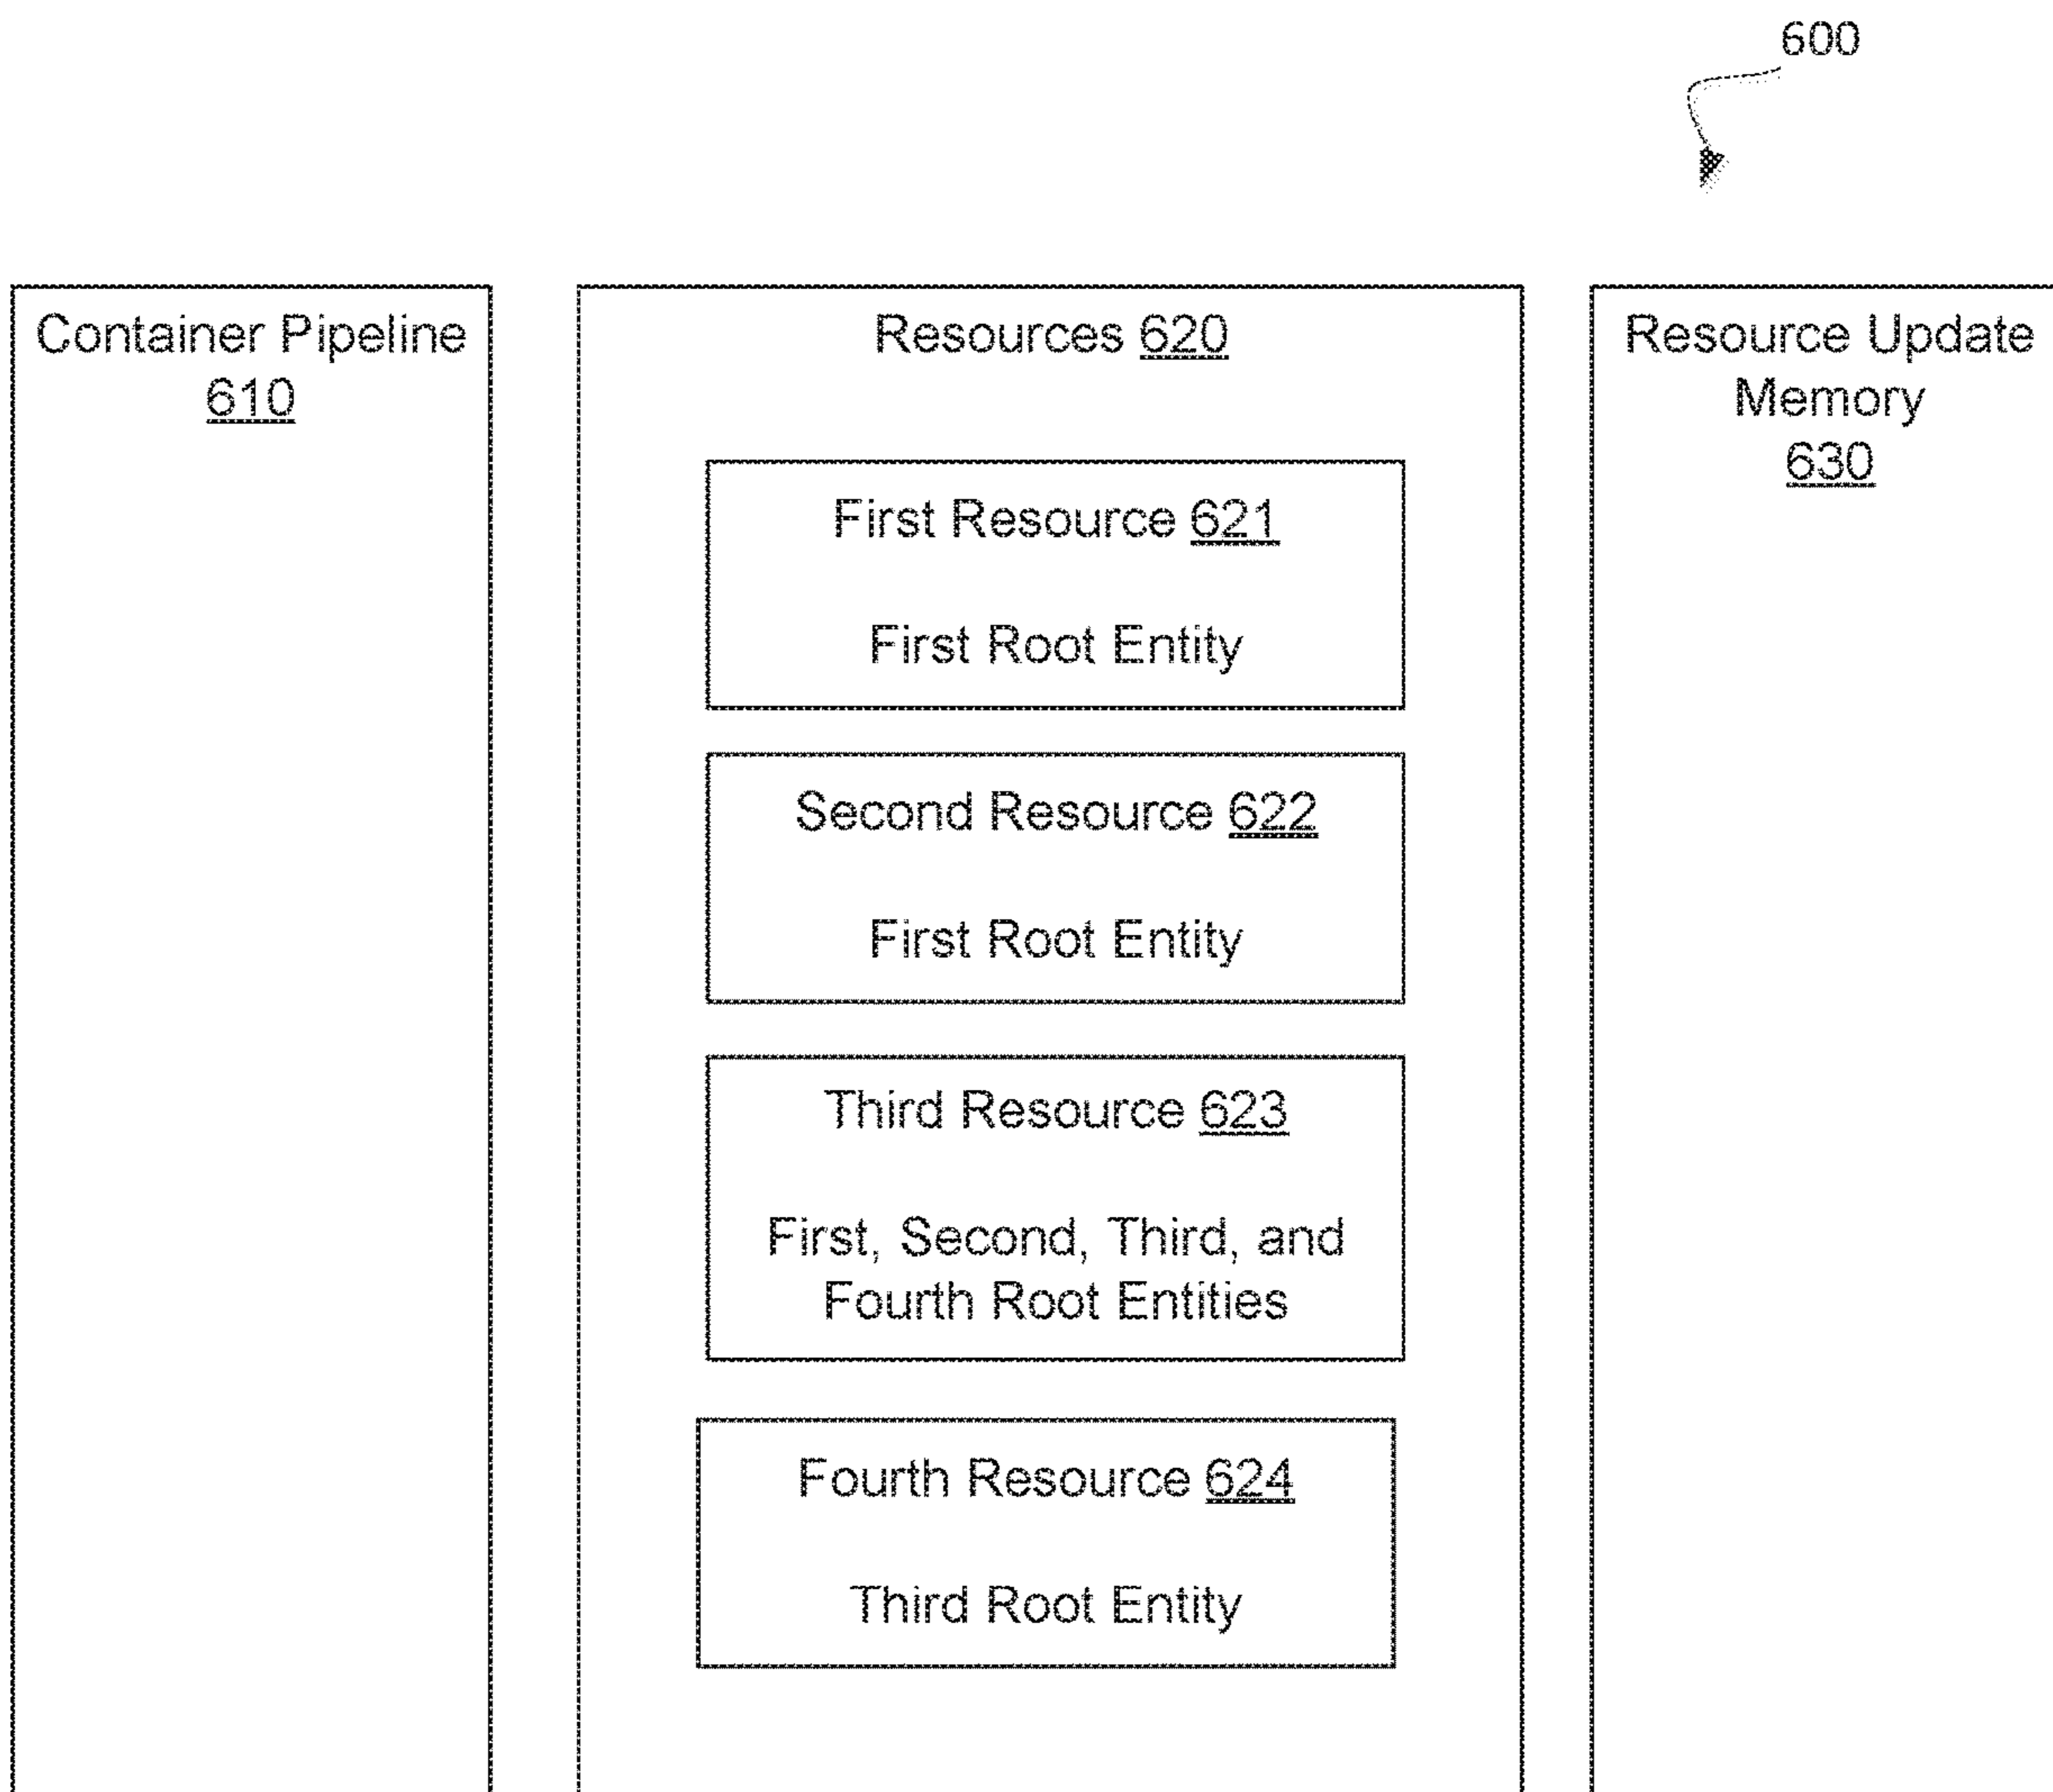 600
Container Pipeline
610
Resources 620
First Resource 621
First Root Entity
Second Resource 622
First Root Entity
Third Resource 623
First, Second, Third, and
Fourth Root Entities
Fourth Resource 624
Third Root Entity
Resource Update
Memory
630